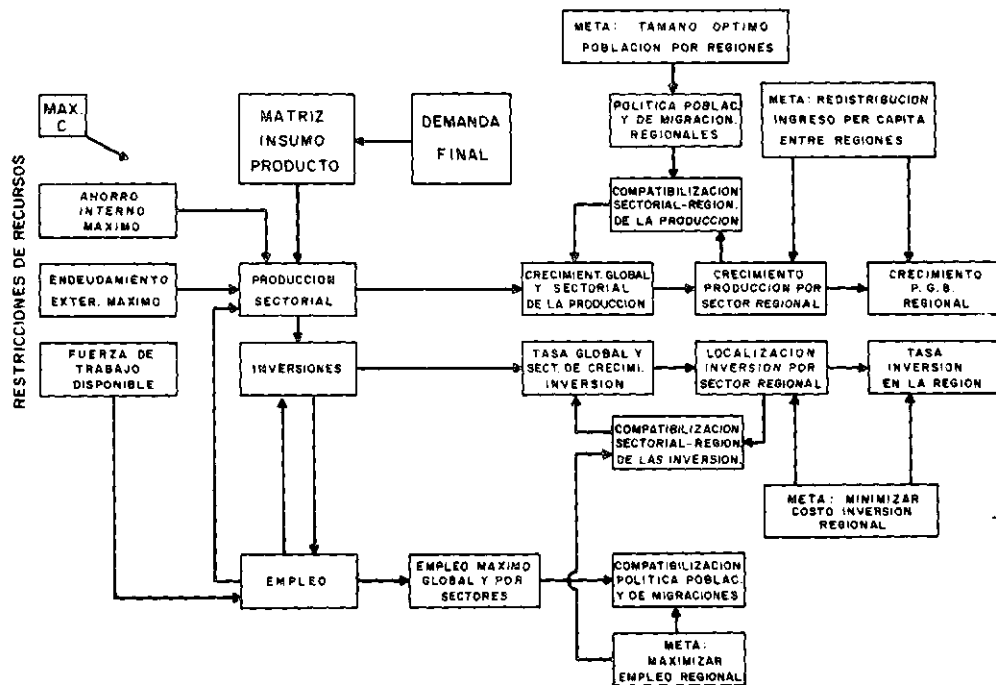 META: TAMANO OPTIMO
POBLACION POR REGIONES
MAX.
C
MATRIZ
INSUMO
PRODUCTO
DEMANDA
FINAL
POLITICA POBLAC.
Y DE MIGRACION.
REGIONALES
META: REDISTRIBUCION
INGRESO PER CAPITA
ENTRE REGIONES
RESTRICCIONES DE RECURSOS
AHORRO
INTERNO
MAXIMO
COMPATIBILIZACION
SECTORIAL-REGION.
DE LA PRODUCCION
ENDEUDAMIENTO
EXTER. MAXIMO
PRODUCCION
SECTORIAL
CRECIMIENT. GLOBAL
Y SECTORIAL
DE LA PRODUCCION
CRECIMIENTO
PRODUCCION POR
SECTOR REGIONAL
CRECIMIENTO
P. G. B.
REGIONAL
FUERZA DE
TRABAJO
DISPONIBLE
INVERSIONES
TASA GLOBAL Y
SECT. DE CRECIMI.
INVERSION
LOCALIZACION
INVERSION POR
SECTOR REGIONAL
TASA
INVERSION
EN LA REGION
COMPATIBILIZACION
SECTORIAL-REGION.
DE LAS INVERSION.
META: MINIMIZAR
COSTO INVERSION
REGIONAL
EMPLEO
EMPLEO MAXIMO
GLOBAL Y POR
SECTORES
COMPATIBILIZACION
POLITICA POBLAC.
Y DE MIGRACIONES
META:
MAXIMIZAR
EMPLEO REGIONAL